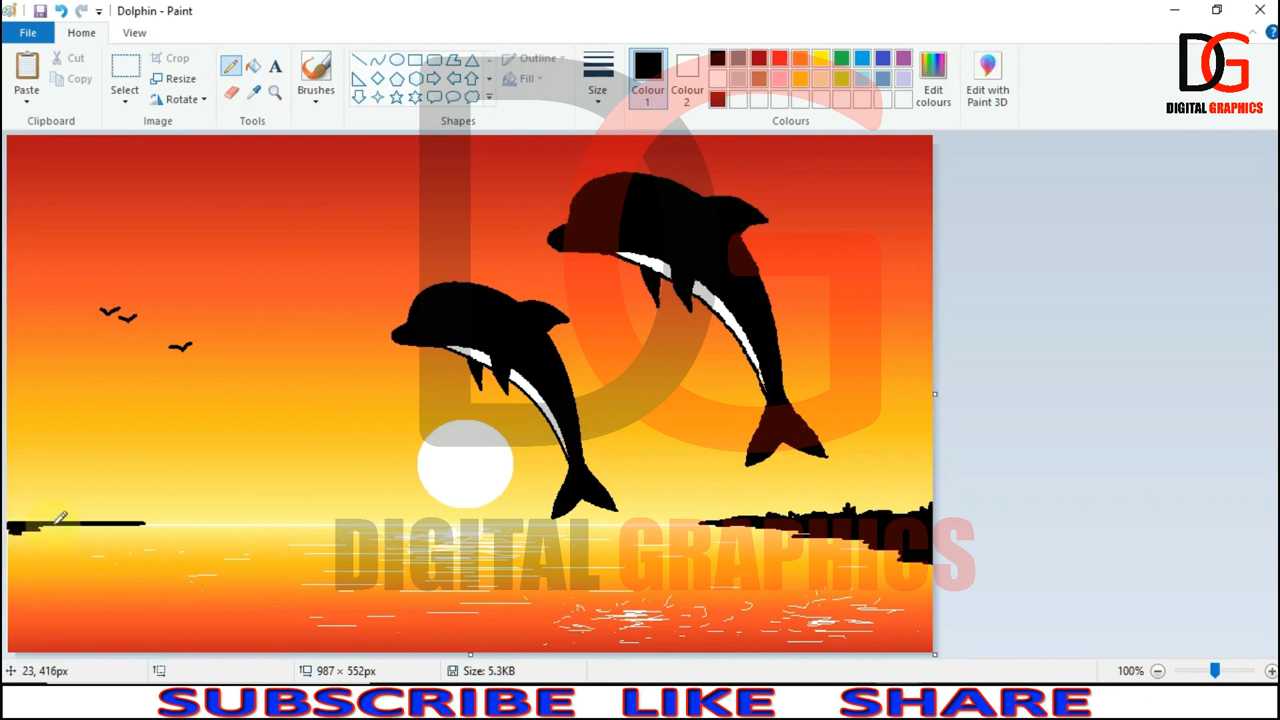 Dolphin - Paint
File Home View
Paste
Cut
Copy
Clipboard
Select
Crop
Resize
Rotate
Image
A
Tools
Brushes
Outline
Fill
Shapes
Size
Colour
1
Colour
2
Edit
colours
Colours
Edit with
Paint 3D
DG
DIGITAL GRAPHICS
DG
DIGITAL GRAPHICS
23, 416px
987 × 552px
Size: 5.3KB
100%
SUBSCRIBE LIKE SHARE